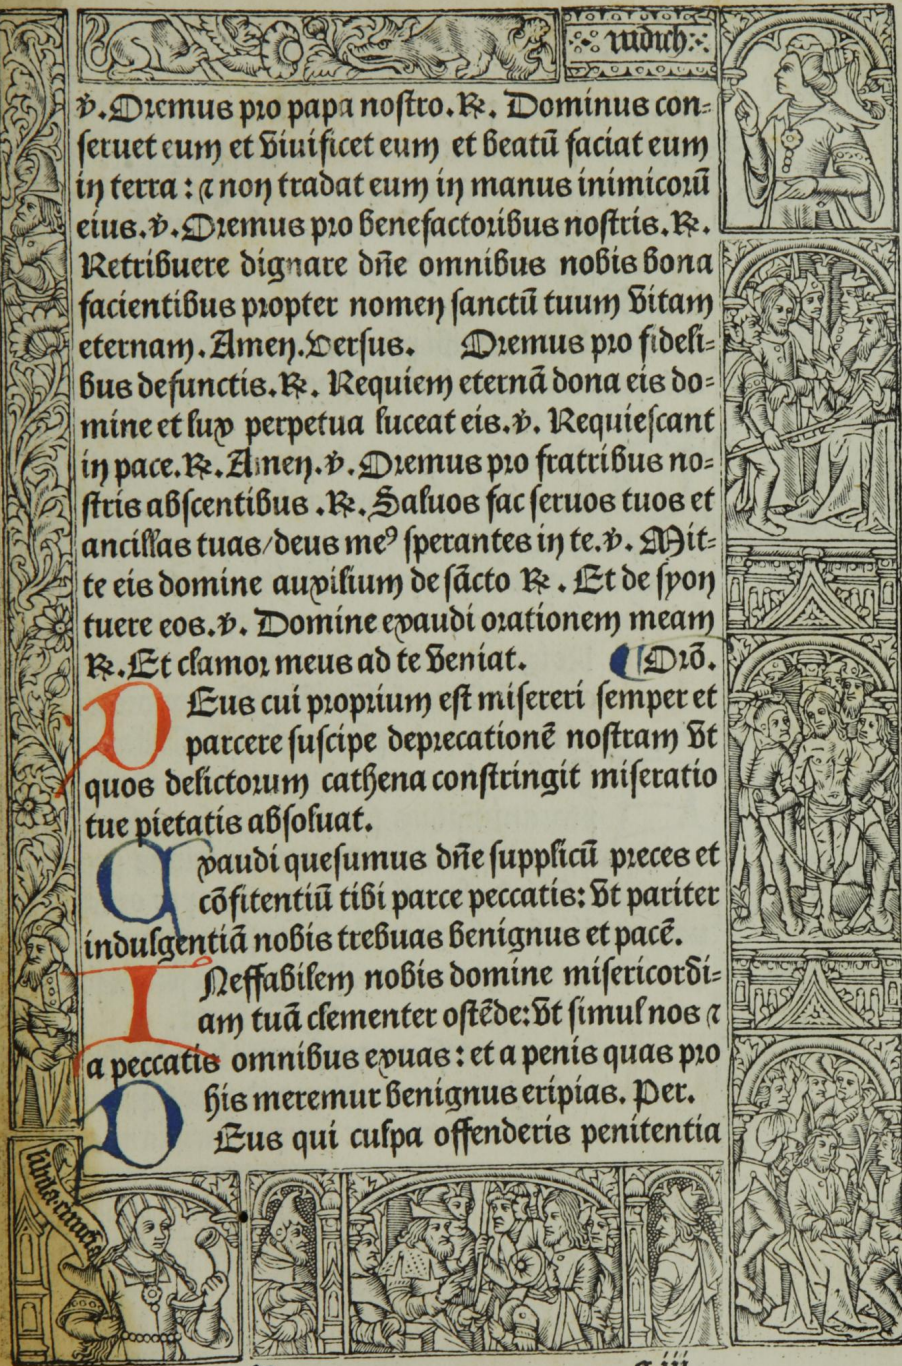 iudich
℣. Oremus pro papa nostro. ℟. Dominus con-
seruet eum et viuificet eum et beatū faciat eum
in terra: ⁊ non tradat eum in manus inimicorū
eius. ℣. Oremus pro benefactoribus nostris. ℟.
Retribuere dignare dn̄e omnibus nobis bona
facientibus propter nomen sanctū tuum vitam
eternam. Amen. Versus. Oremus pro fideli-
bus defunctis. ℟. Requiem eternā dona eis do-
mine et lux perpetua luceat eis. ℣. Requiescant
in pace. ℟. Amen. ℣. Oremus pro fratribus no-
stris abscentibus. ℟. Saluos fac seruos tuos et
ancillas tuas/deus meꝰ sperantes in te. ℣. Mit-
te eis domine auxilium de sācto ℟. Et de syon
tuere eos. ℣. Domine exaudi orationem meam
℟. Et clamor meus ad te veniat. ¶ Orō.
DEus cui proprium est misereri semper et
parcere suscipe deprecationē nostram vt
quos delictorum cathena constringit miseratio
tue pietatis absoluat.
Exaudi quesumus dn̄e supplicū preces et
cōfitentiū tibi parce peccatis: vt pariter
indulgentiā nobis trebuas benignus et pacē.
INeffabilem nobis domine misericordi-
am tuā clementer ostēde: vt simul nos ⁊
a peccatis omnibus exuas: et a penis quas pro
his meremur benignus eripias. Per.
DEus qui culpa offenderis penitentia